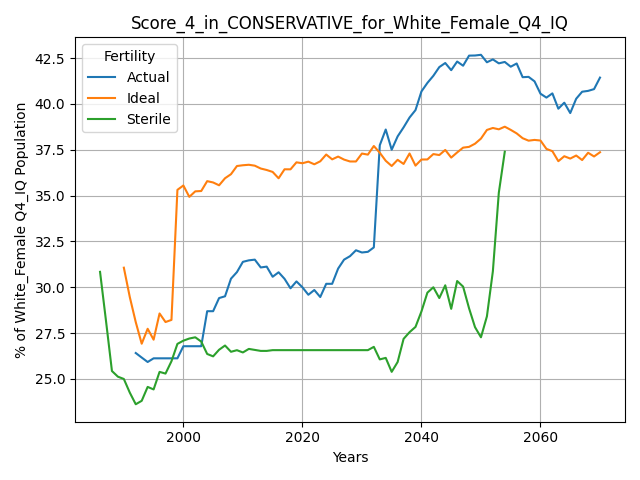 Score_4_in_CONSERVATIVE_for_White_Female_Q4_IQ
Fertility
Actual
Ideal
Sterile
42.5
40.0
37.5
35.0
32.5
30.0
27.5
25.0
% of White_Female Q4_IQ Population
2000
2020
2040
2060
Years